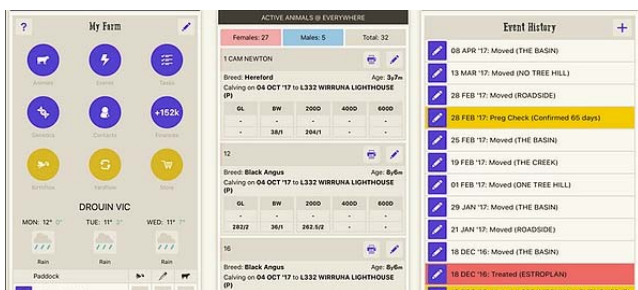 ?
My Farm
Animals
Events
Tasks
Genetics
Contacts
+152k
Finances
Birthflow
Yardflow
Store
DROUIN VIC
MON: 12° 0°
TUE: 11°
WED: 11°
Rain
Rain
Rain
Paddock
ACTIVE ANIMALS @ EVERYWHERE
Females: 27
Males: 5
Total: 32
1 CAM NEWTON
Breed: Hereford
Age: 3y7m
Calving on 04 OCT '17 to L332 WIRRUNA LIGHTHOUSE
(P)
GL BW 200D 400D 600D
- - - - -
- 38/1 204/1 - -
12
Breed: Black Angus
Age: 8y6m
Calving on 04 OCT '17 to L332 WIRRUNA LIGHTHOUSE
(P)
GL BW 200D 400D 600D
- - - - -
282/2 36/1 262.5/2 - -
16
Breed: Black Angus
Age: 8y6m
Calving on 04 OCT '17 to L332 WIRRUNA LIGHTHOUSE
(P)
Event History
+
08 APR '17: Moved (THE BASIN)
13 MAR '17: Moved (NO TREE HILL)
28 FEB '17: Moved (ROADSIDE)
28 FEB '17: Preg Check (Confirmed 65 days)
25 FEB '17: Moved (THE BASIN)
19 FEB '17: Moved (THE CREEK)
01 FEB '17: Moved (ONE TREE HILL)
29 JAN '17: Moved (THE BASIN)
21 JAN '17: Moved (ROADSIDE)
18 DEC '16: Moved (THE BASIN)
18 DEC '16: Treated (ESTROPLAN)